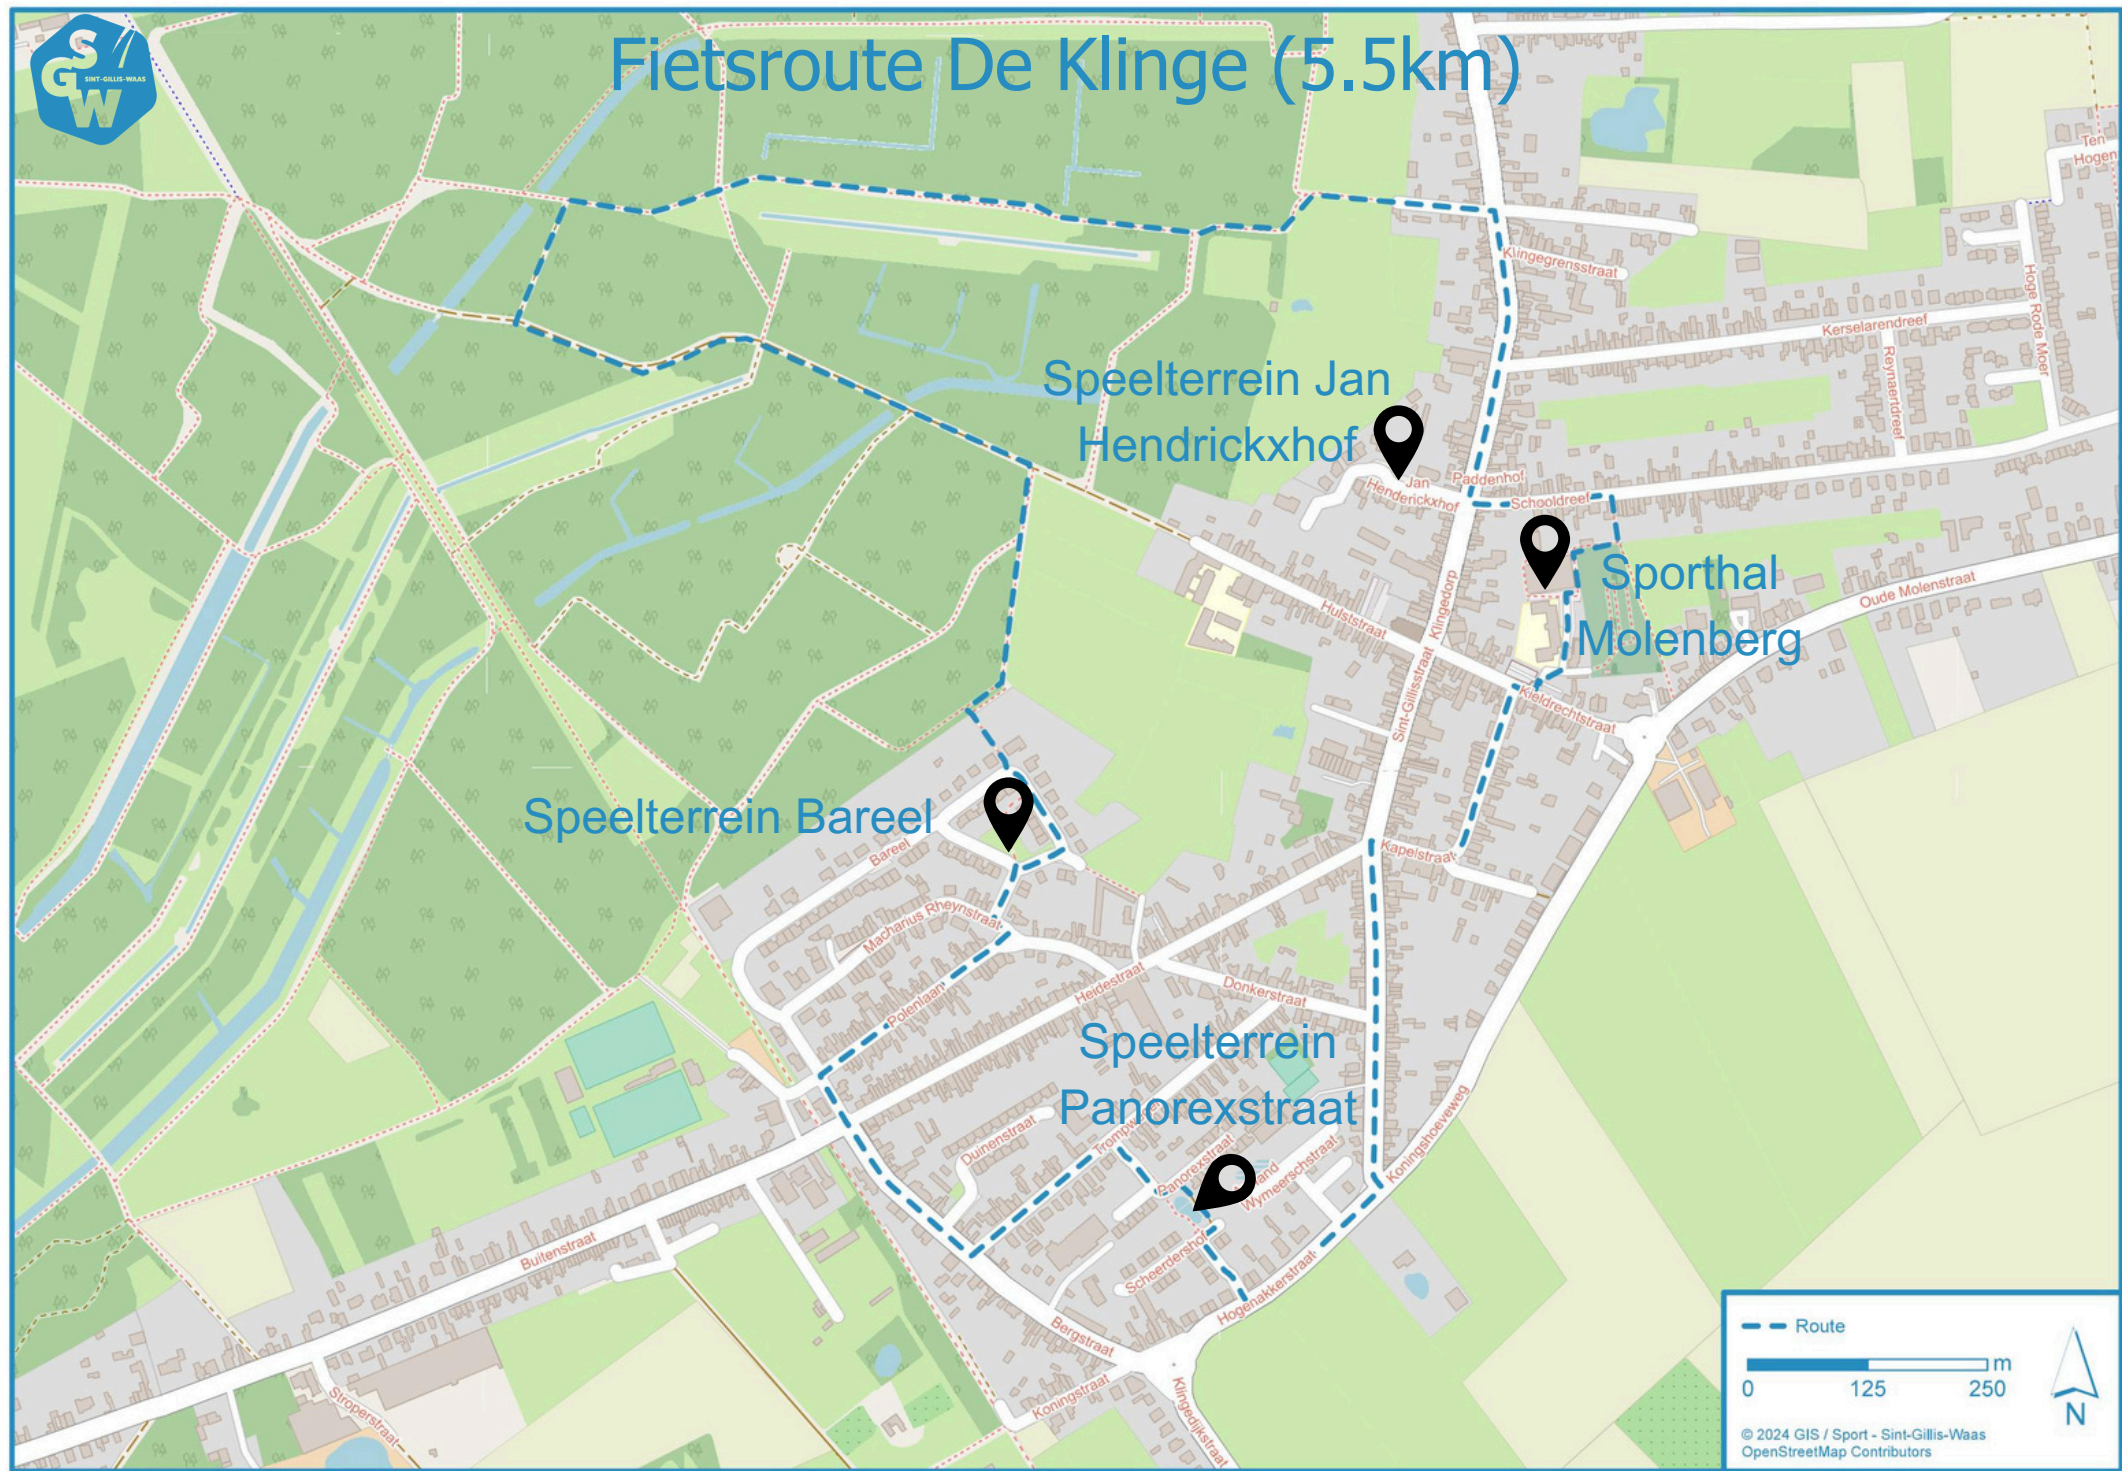 SGW
SINT-GILLIS-WAAS
Fietsroute De Klinge (5.5km)
Ten
Hogen
Klingegrensstraat
Hoge Rode Moer
Kerselarendreef
Reynaertdreef
Speelterrein Jan
Hendrickxhof
Jan
Henderickxhof
Paddenhof
Schooldreef
Sporthal
Molenberg
Oude Molenstraat
Klingedorp
Hulststraat
Sint-Gillisstraat
Kieldrechtstraat
Speelterrein Bareel
Bareel
Kapelstraat
Macharius Rheynstraat
Polenlaan
Heidestraat
Donkerstraat
Speelterrein
Panorexstraat
Duinenstraat
Trompw
Panorexstraat
land
Wymeerschstraat
Koningshoeveweg
Scheerdershof
Hogenakkerstraat
Buitenstraat
Bergstraat
Koningstraat
Klingedijkstraat
Stroperstraat
Route
m
0 125 250
N
© 2024 GIS / Sport - Sint-Gillis-Waas
OpenStreetMap Contributors